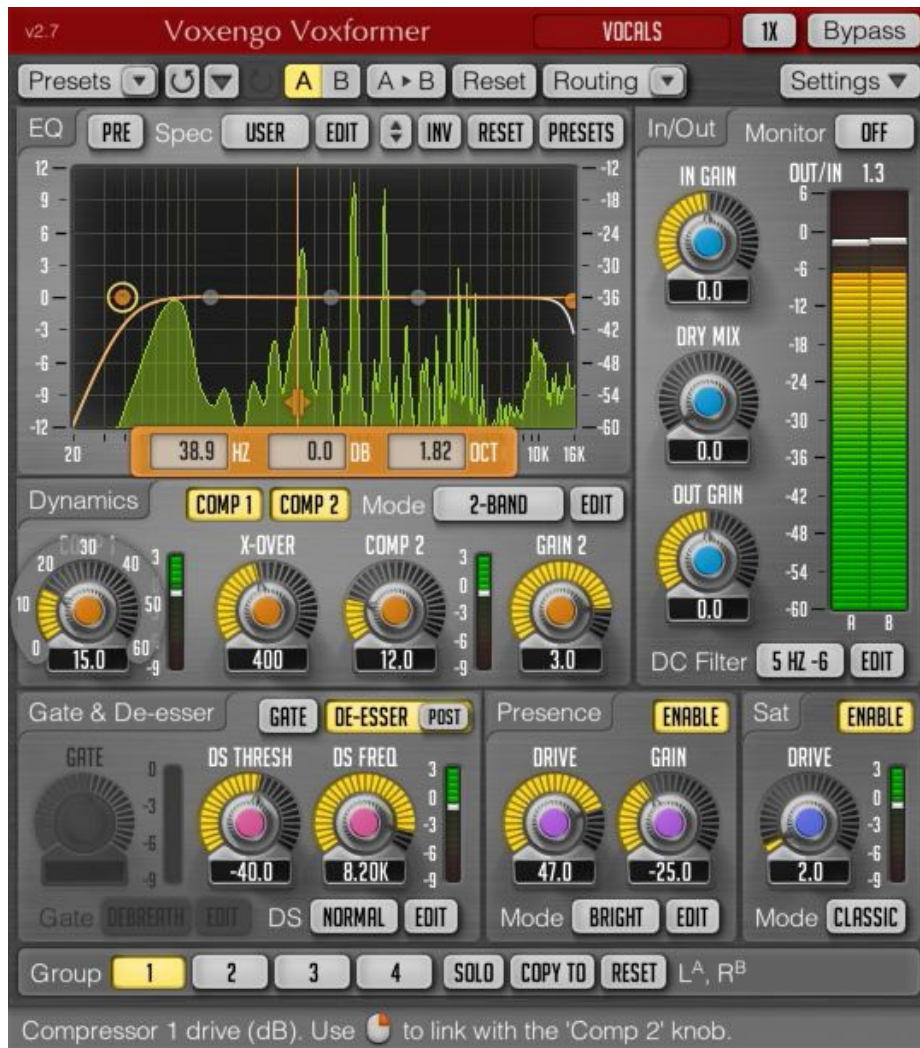 v2.7 Voxengo Voxformer VOCALS 1X Bypass
Presets A B A ▸ B Reset Routing Settings
EQ PRE Spec USER EDIT INV RESET PRESETS
12 9 6 3 0 -3 -6 -9 -12
-12 -18 -24 -30 -36 -42 -48 -54 -60
20 38.9 HZ 0.0 DB 1.82 OCT 10K 16K
In/Out Monitor OFF
IN GAIN OUT/IN 1.3
0.0
DRY MIX
0.0
OUT GAIN
0.0
6 0 -6 -12 -18 -24 -30 -36 -42 -48 -54 -60
A B
DC Filter 5 HZ -6 EDIT
Dynamics COMP 1 COMP 2 Mode 2-BAND EDIT
COMP 1 X-OVER COMP 2 GAIN 2
0 10 20 30 40 50 60
3 0 -3 -6 -9
3 0 -3 -6 -9
15.0 400 12.0 3.0
Gate & De-esser GATE DE-ESSER POST
GATE DS THRESH DS FREQ
0 -3 -6 -9
3 0 -3 -6 -9
-40.0 8.20K
Gate DEBREATH EDIT DS NORMAL EDIT
Presence ENABLE
DRIVE GAIN
47.0 -25.0
Mode BRIGHT EDIT
Sat ENABLE
DRIVE
3 0 -3 -6 -9
2.0
Mode CLASSIC
Group 1 2 3 4 SOLO COPY TO RESET Lᴬ, Rᴮ
Compressor 1 drive (dB). Use to link with the 'Comp 2' knob.